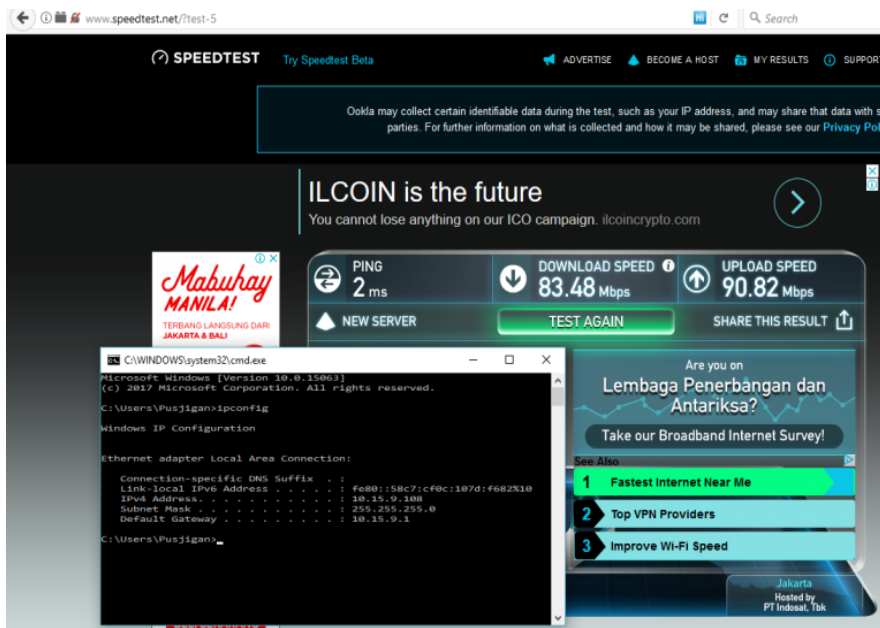 www.speedtest.net/?test-5
Search
SPEEDTEST
Try Speedtest Beta
ADVERTISE
BECOME A HOST
MY RESULTS
SUPPORT
Ookla may collect certain identifiable data during the test, such as your IP address, and may share that data with s
parties. For further information on what is collected and how it may be shared, please see our Privacy Pol
ILCOIN is the future
You cannot lose anything on our ICO campaign. ilcoincrypto.com
Mabuhay
MANILA!
TERBANG LANGSUNG DARI
JAKARTA & BALI
PING
2 ms
DOWNLOAD SPEED
83.48 Mbps
UPLOAD SPEED
90.82 Mbps
NEW SERVER
TEST AGAIN
SHARE THIS RESULT
C:\WINDOWS\system32\cmd.exe
Microsoft Windows [Version 10.0.15063]
(c) 2017 Microsoft Corporation. All rights reserved.
C:\Users\Pusjigan>ipconfig
Windows IP Configuration
Ethernet adapter Local Area Connection:
Connection-specific DNS Suffix . :
Link-local IPv6 Address . . . . . : fe80::58c7:cf0c:107d:f682%10
IPv4 Address. . . . . . . . . . . : 10.15.9.108
Subnet Mask . . . . . . . . . . . : 255.255.255.0
Default Gateway . . . . . . . . . : 10.15.9.1
C:\Users\Pusjigan>_
Are you on
Lembaga Penerbangan dan
Antariksa?
Take our Broadband Internet Survey!
See Also
1 Fastest Internet Near Me
2 Top VPN Providers
3 Improve Wi-Fi Speed
Jakarta
Hosted by
PT Indosat, Tbk